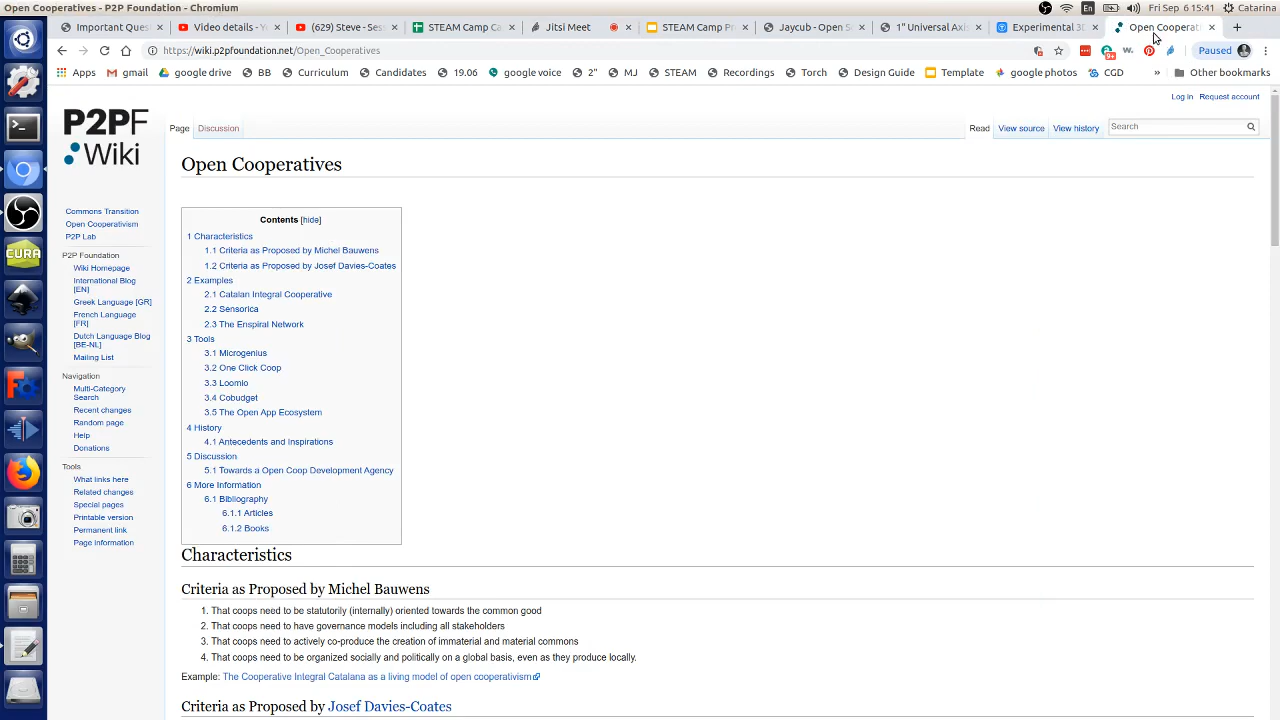 Open Cooperatives - P2P Foundation - Chromium
En
Fri Sep 6 15:41
Catarina
Important Ques
Video details - Y
(629) Steve - Ses
STEAM Camp Ca
Jitsi Meet
STEAM Camp Pr
Jaycub - Open S
1" Universal Axi
Experimental 3D
Open Cooperati
https://wiki.p2pfoundation.net/Open_Cooperatives
9+
Paused
Apps
gmail
google drive
BB
Curriculum
Candidates
19.06
google voice
2"
MJ
STEAM
Recordings
Torch
Design Guide
Template
google photos
CGD
»
Other bookmarks
P2PF
Wiki
Log in
Request account
Page
Discussion
Read
View source
View history
Search
Open Cooperatives
Commons Transition
Open Cooperativism
P2P Lab
P2P Foundation
Wiki Homepage
International Blog
[EN]
Greek Language [GR]
French Language
[FR]
Dutch Language Blog
[BE-NL]
Mailing List
Navigation
Multi-Category
Search
Recent changes
Random page
Help
Donations
Tools
What links here
Related changes
Special pages
Printable version
Permanent link
Page information
Contents [hide]
1 Characteristics
1.1 Criteria as Proposed by Michel Bauwens
1.2 Criteria as Proposed by Josef Davies-Coates
2 Examples
2.1 Catalan Integral Cooperative
2.2 Sensorica
2.3 The Enspiral Network
3 Tools
3.1 Microgenius
3.2 One Click Coop
3.3 Loomio
3.4 Cobudget
3.5 The Open App Ecosystem
4 History
4.1 Antecedents and Inspirations
5 Discussion
5.1 Towards a Open Coop Development Agency
6 More Information
6.1 Bibliography
6.1.1 Articles
6.1.2 Books
Characteristics
Criteria as Proposed by Michel Bauwens
1. That coops need to be statutorily (internally) oriented towards the common good
2. That coops need to have governance models including all stakeholders
3. That coops need to actively co-produce the creation of immaterial and material commons
4. That coops need to be organized socially and politically on a global basis, even as they produce locally.
Example: The Cooperative Integral Catalana as a living model of open cooperativism
Criteria as Proposed by Josef Davies-Coates
CURA